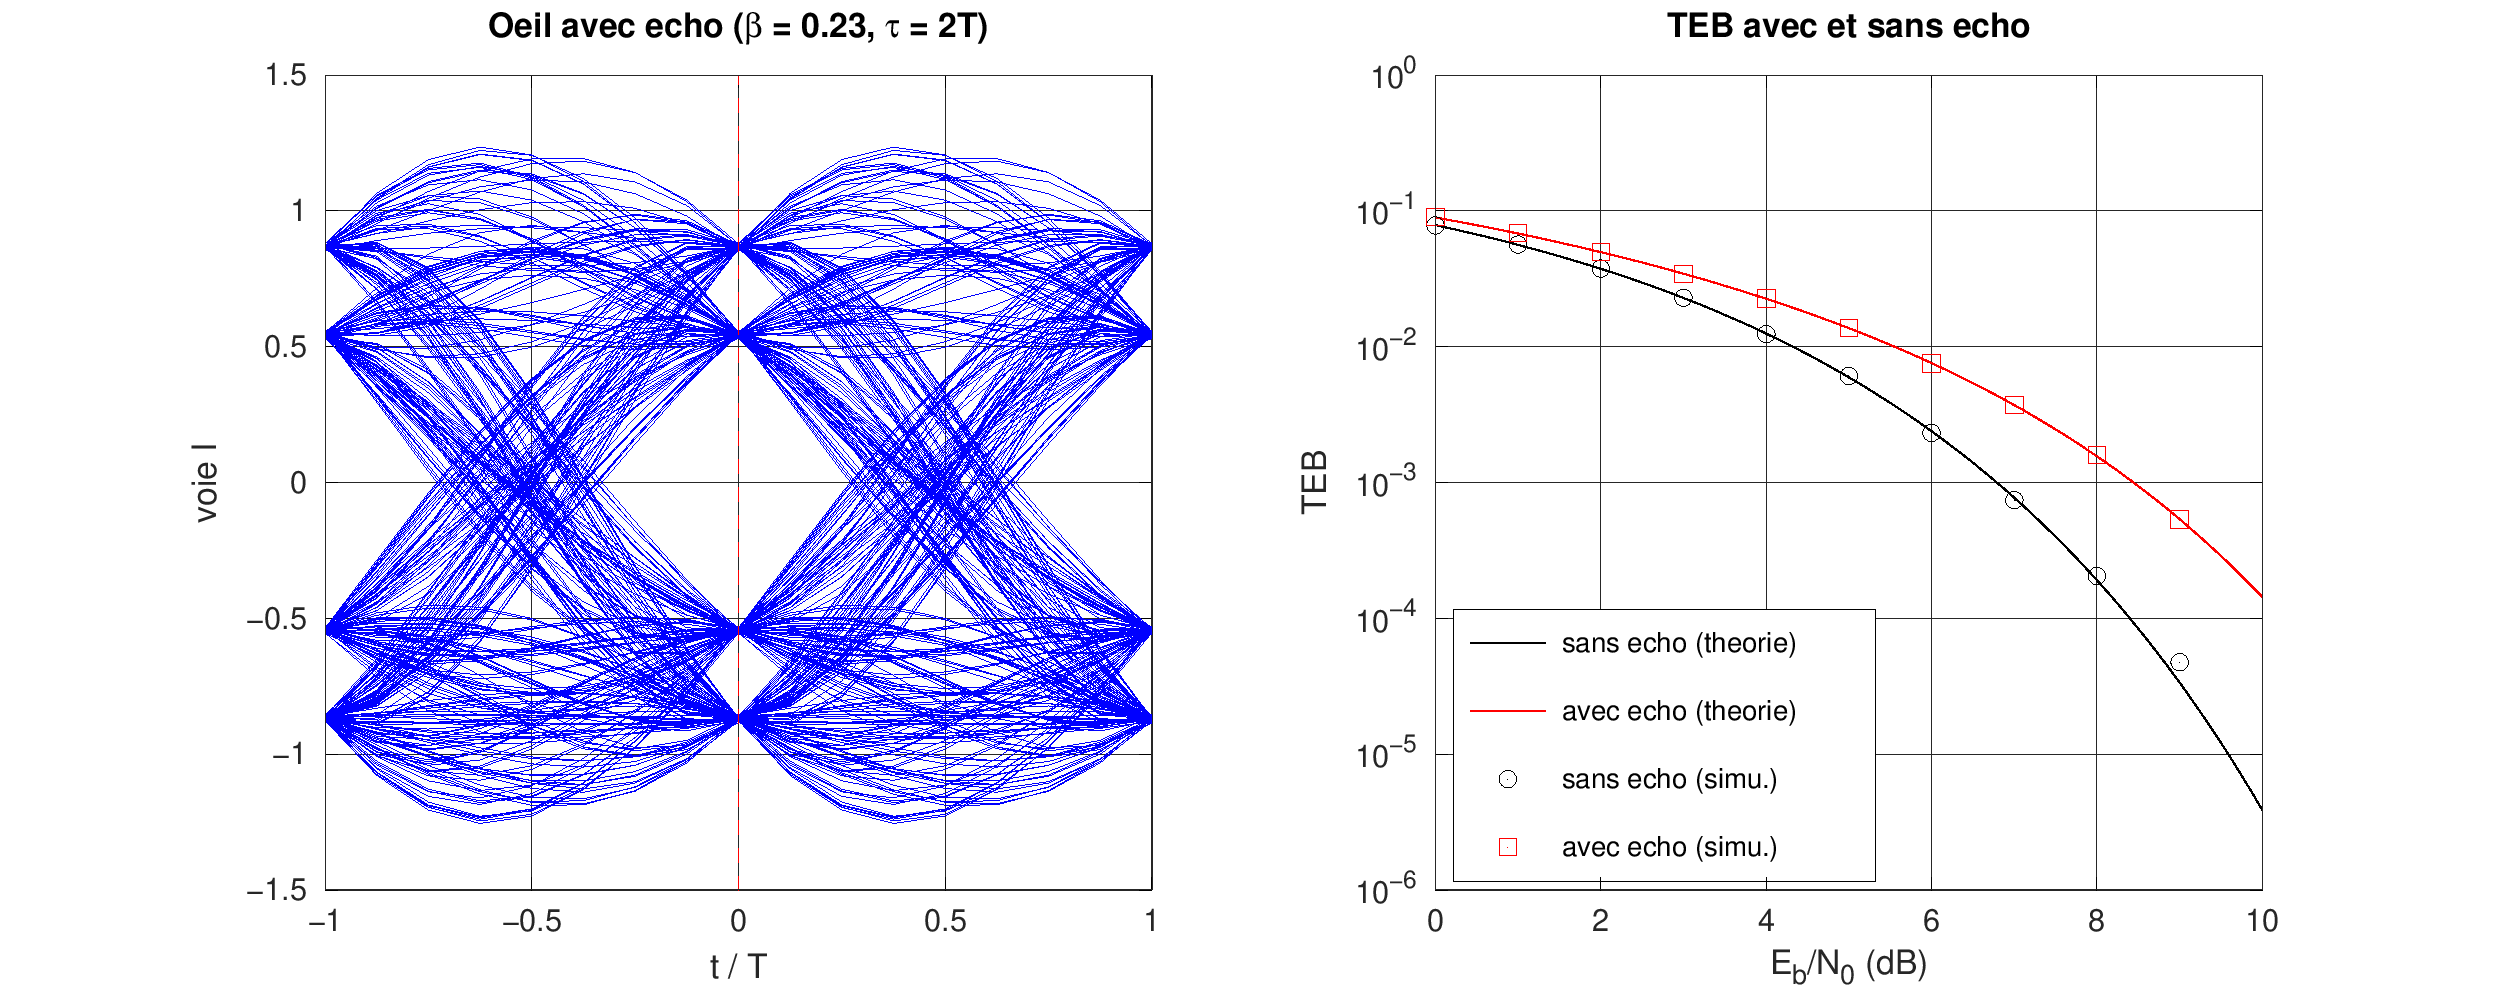 Oeil avec echo (β = 0.23, τ = 2T)
1.5
1
0.5
0
−0.5
−1
−1.5
voie I
−1
−0.5
0
0.5
1
t / T
TEB avec et sans echo
10^0
10^−1
10^−2
10^−3
10^−4
10^−5
10^−6
TEB
sans echo (theorie)
avec echo (theorie)
sans echo (simu.)
avec echo (simu.)
0
2
4
6
8
10
E_b/N_0 (dB)